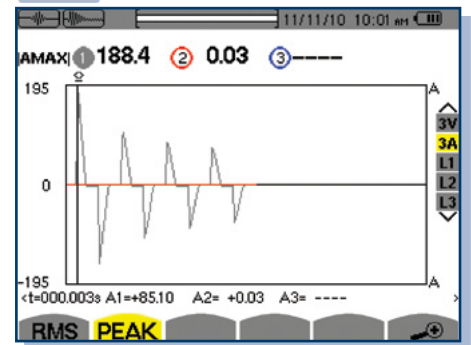 11/11/10 10:01 AM
|AMAX| 1 188.4 2 0.03 3 ----
195 A
3V
3A
L1
L2
L3
0
-195 A
<t=000.003s A1=+85.10 A2= +0.03 A3= ---- >
RMS PEAK